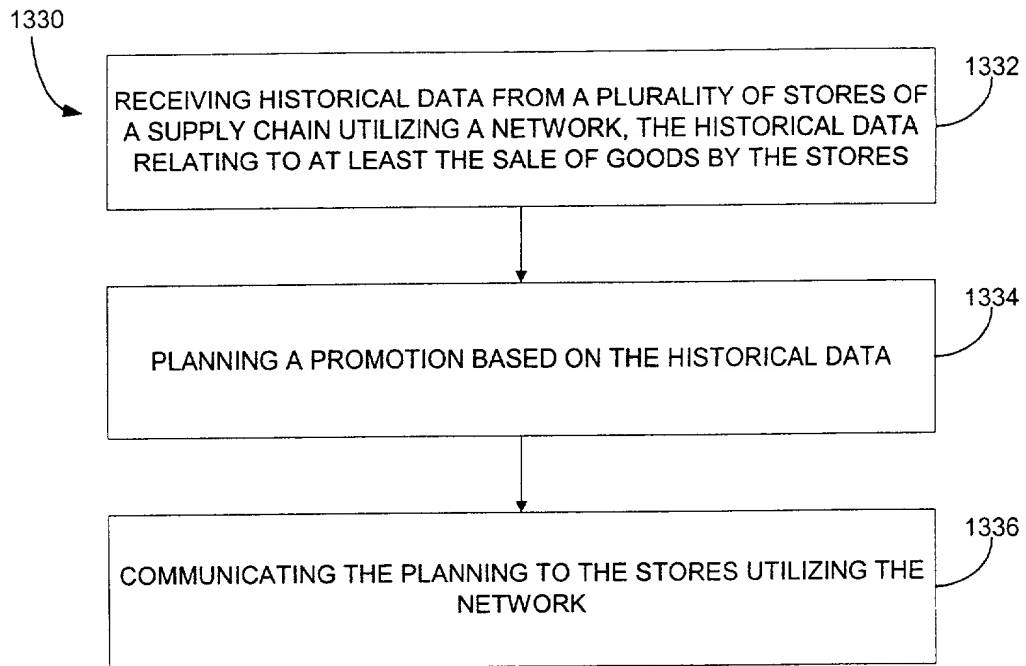 1330
1332
RECEIVING HISTORICAL DATA FROM A PLURALITY OF STORES OF
A SUPPLY CHAIN UTILIZING A NETWORK, THE HISTORICAL DATA
RELATING TO AT LEAST THE SALE OF GOODS BY THE STORES
1334
PLANNING A PROMOTION BASED ON THE HISTORICAL DATA
1336
COMMUNICATING THE PLANNING TO THE STORES UTILIZING THE
NETWORK